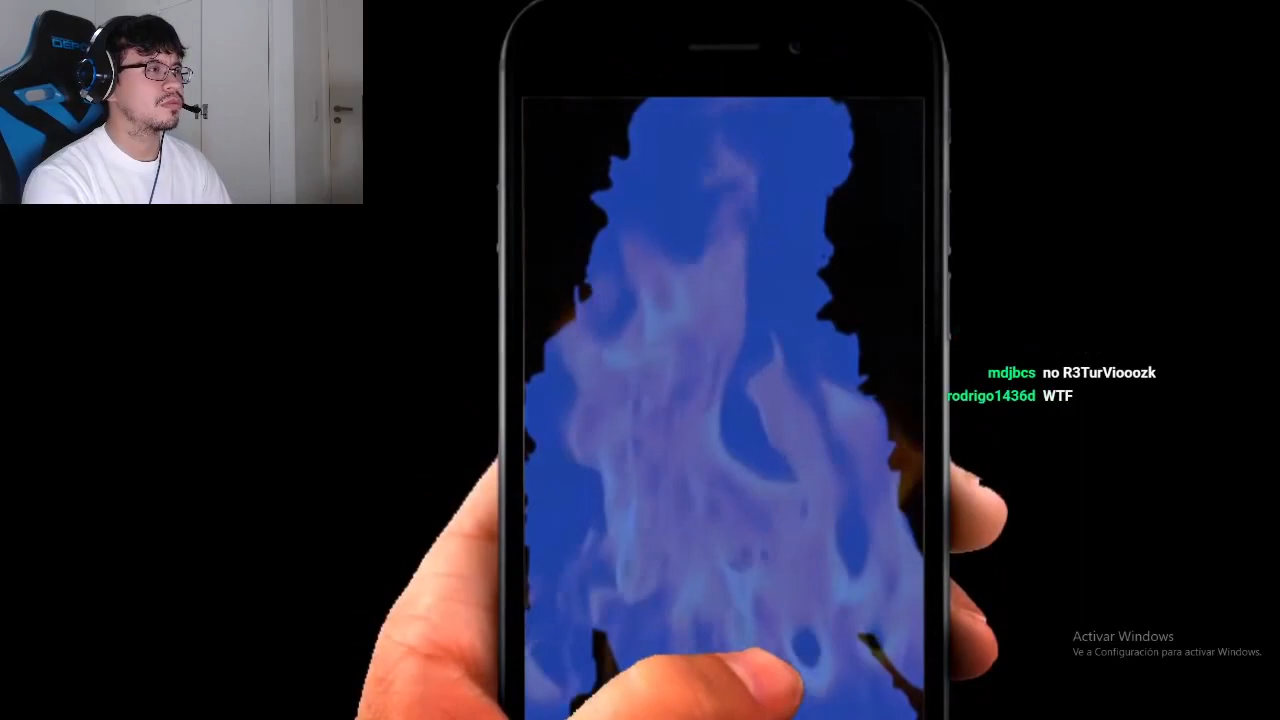 mdjbcs no R3TurViooozk
rodrigo1436d WTF
Activar Windows
Ve a Configuración para activar Windows.